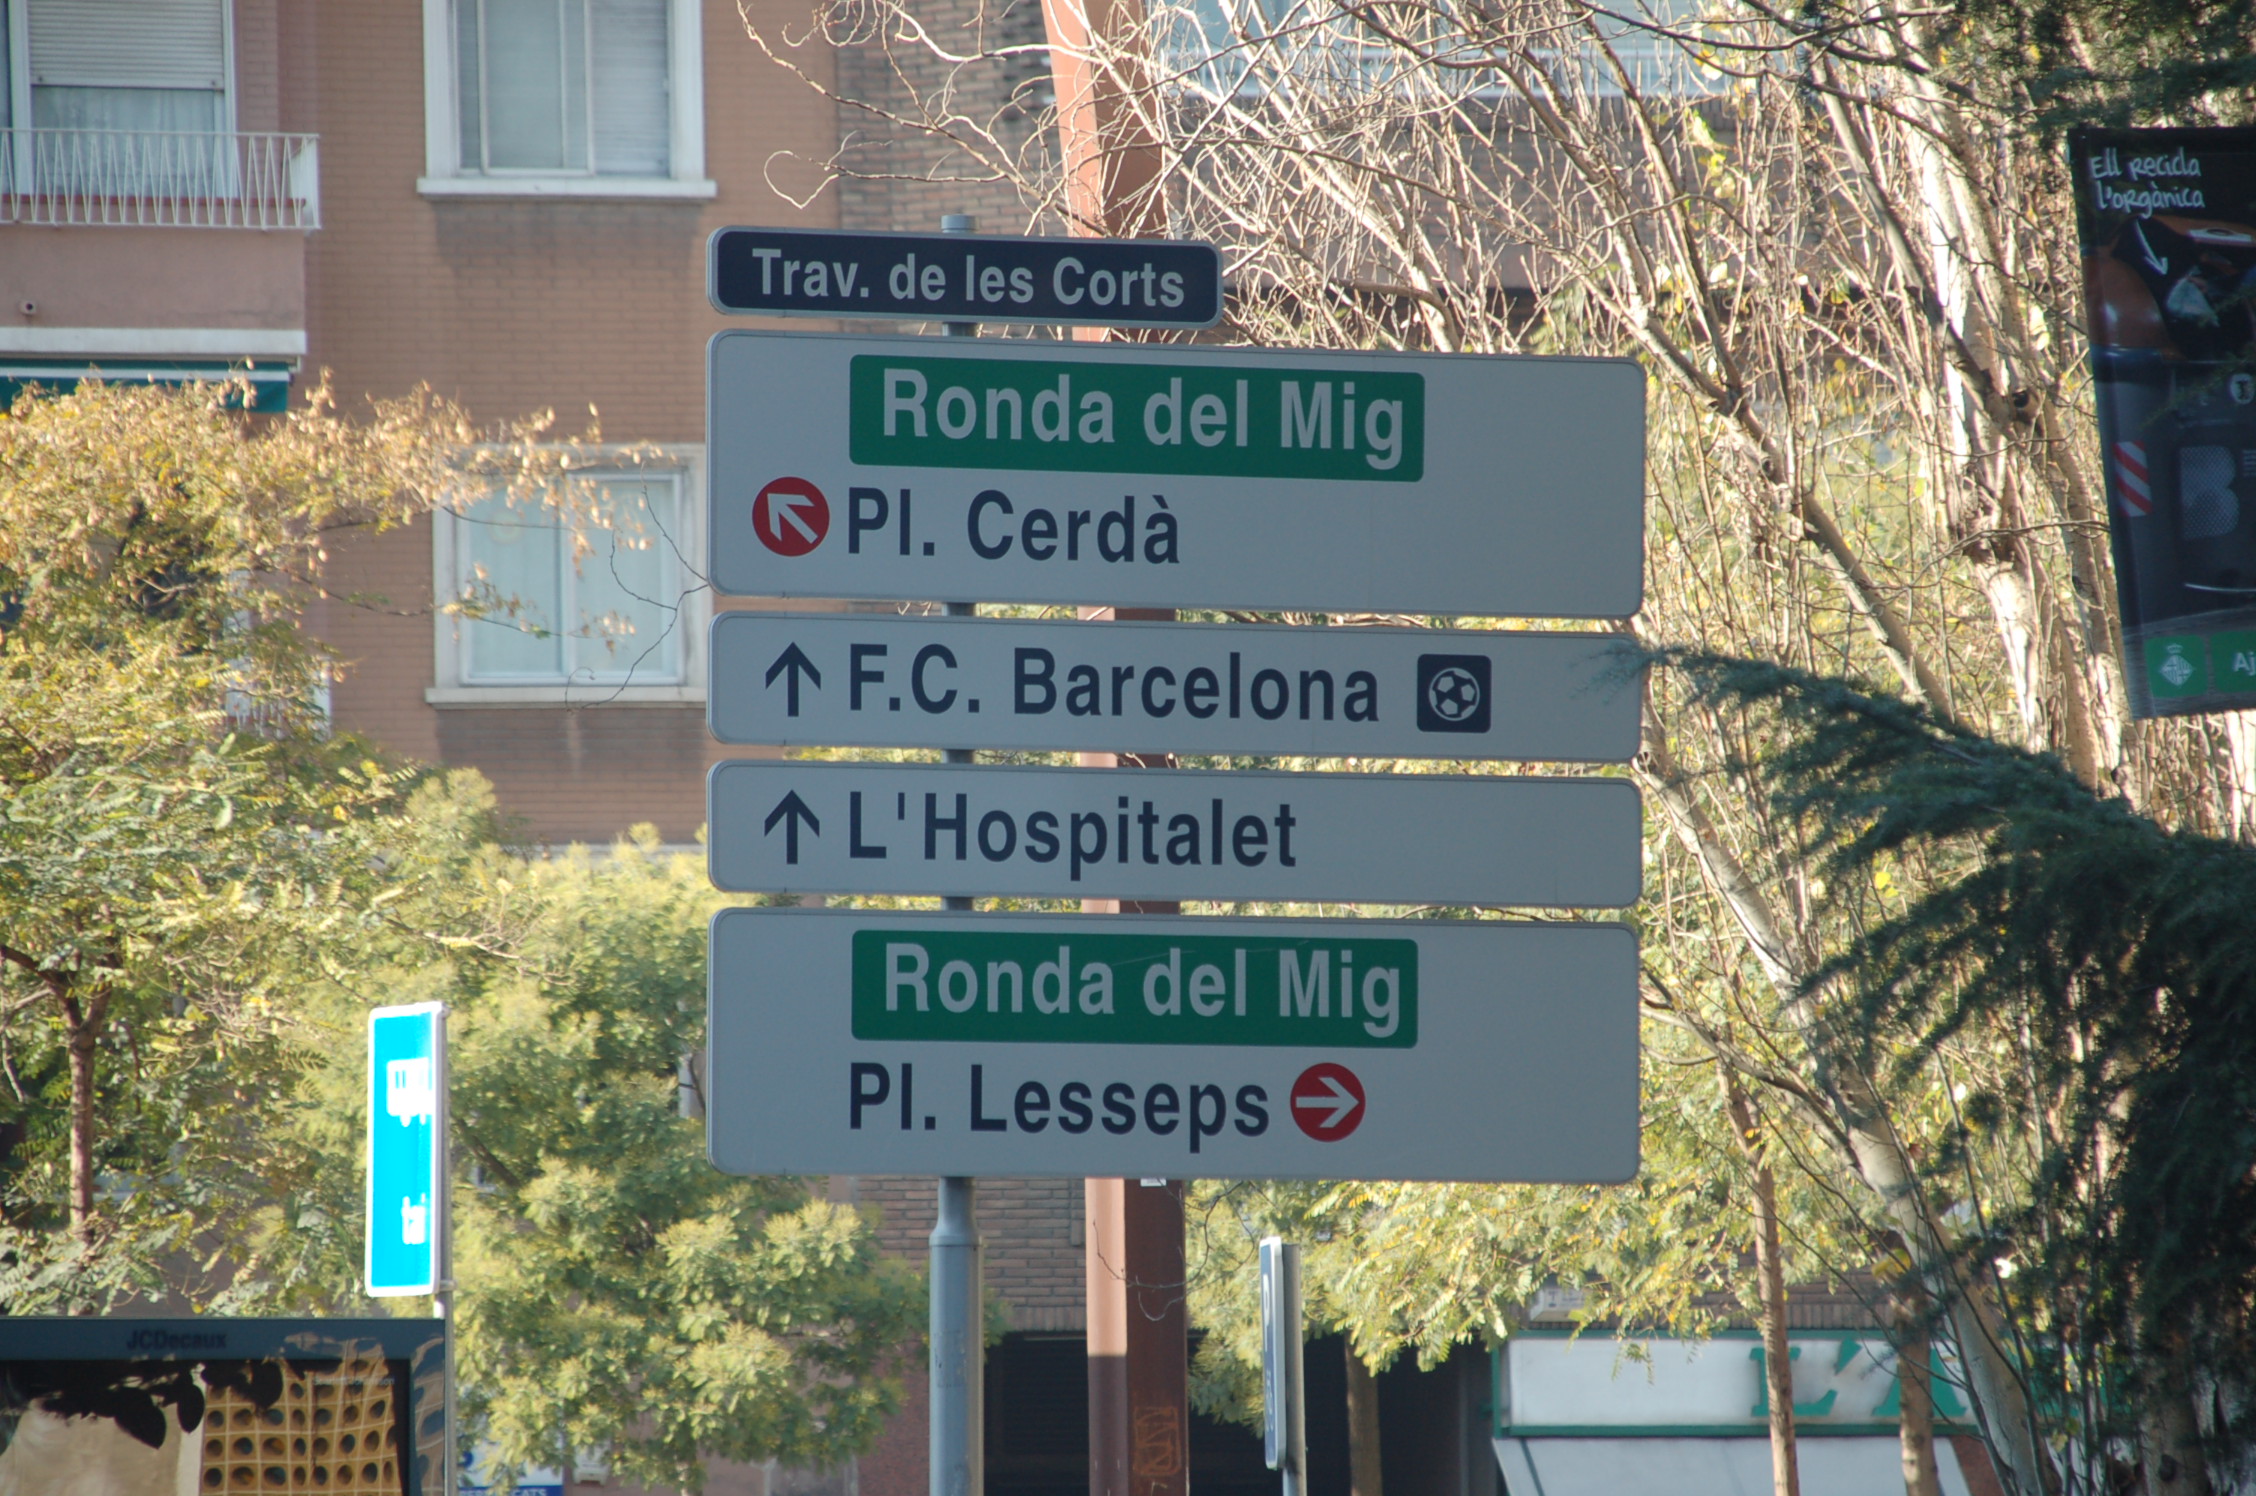 Ell recicla
l'orgànica
Trav. de les Corts
Ronda del Mig
Pl. Cerdà
F.C. Barcelona
L'Hospitalet
Ronda del Mig
Pl. Lesseps
JCDecaux